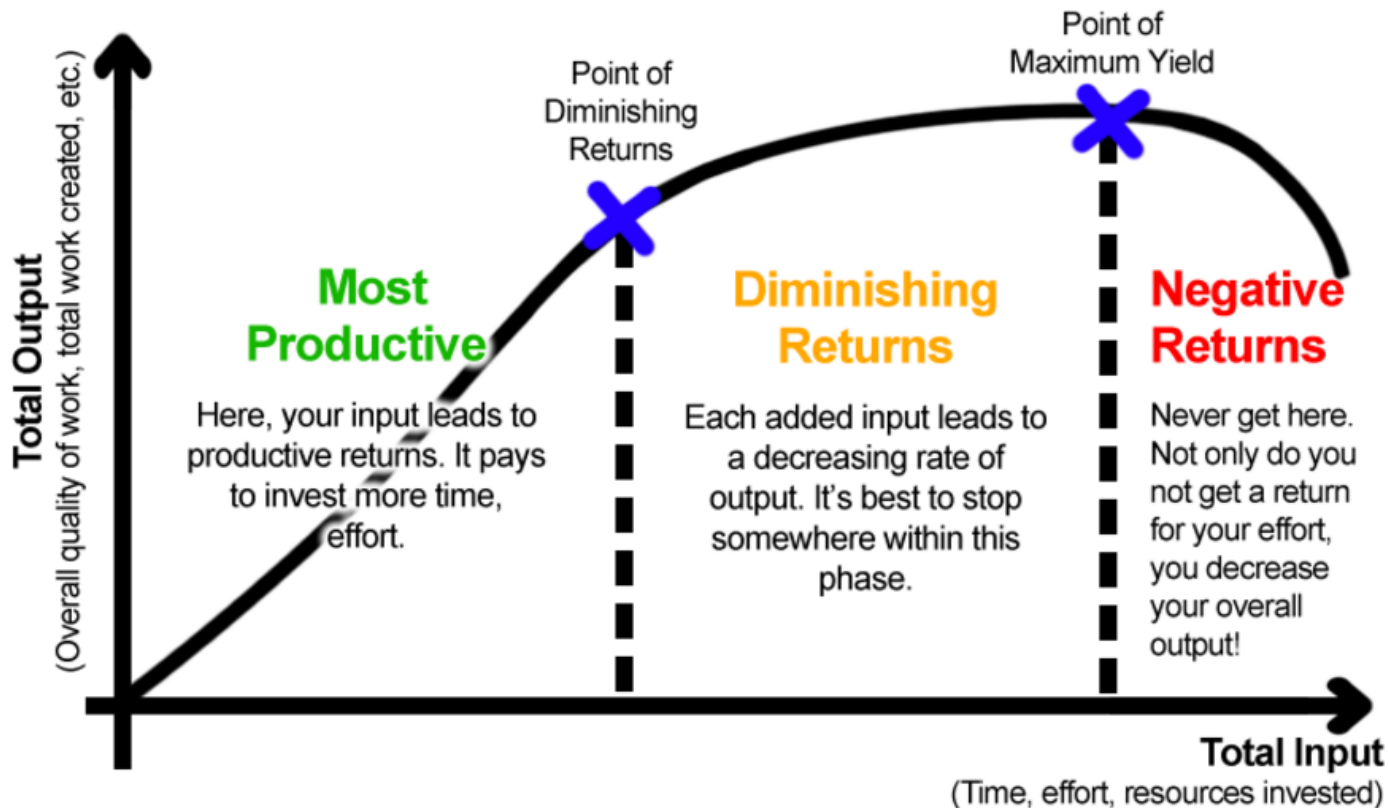 Point of
Maximum Yield
Point of
Diminishing
Returns
Total Output
(Overall quality of work, total work created, etc.)
Most
Productive
Here, your input leads to
productive returns. It pays
to invest more time,
effort.
Diminishing
Returns
Each added input leads to
a decreasing rate of
output. It's best to stop
somewhere within this
phase.
Negative
Returns
Never get here.
Not only do you
not get a return
for your effort,
you decrease
your overall
output!
Total Input
(Time, effort, resources invested)